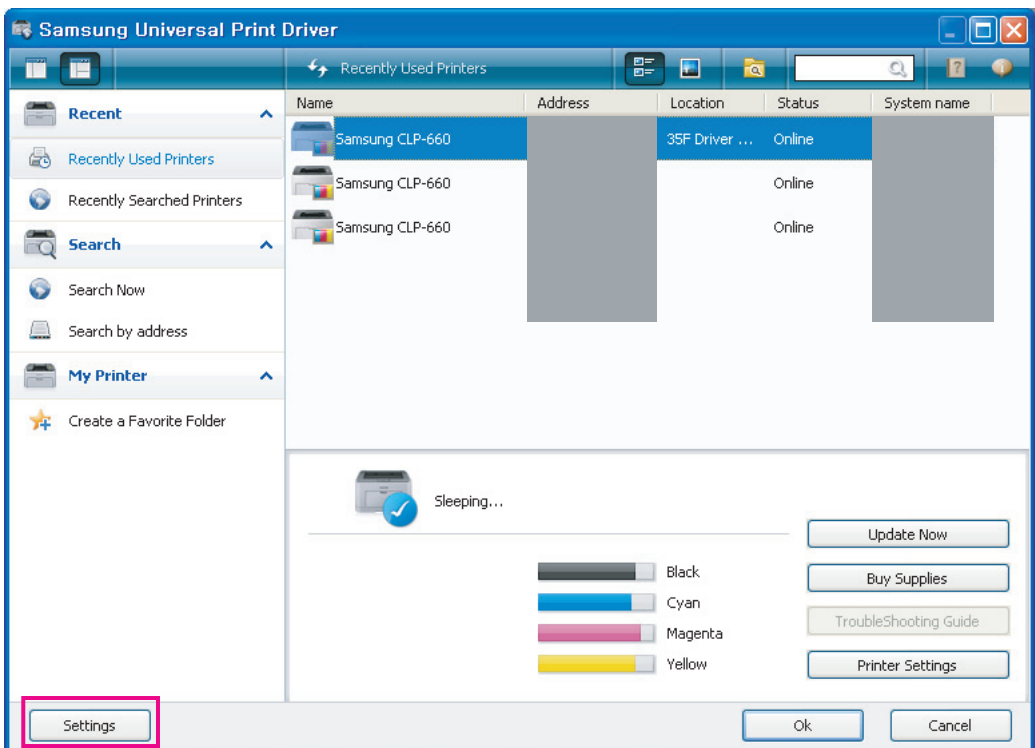 Samsung Universal Print Driver
Recently Used Printers
Recent
Recently Used Printers
Recently Searched Printers
Search
Search Now
Search by address
My Printer
Create a Favorite Folder
Name Address Location Status System name
Samsung CLP-660 35F Driver ... Online
Samsung CLP-660 Online
Samsung CLP-660 Online
Sleeping...
Black
Cyan
Magenta
Yellow
Update Now
Buy Supplies
TroubleShooting Guide
Printer Settings
Settings Ok Cancel